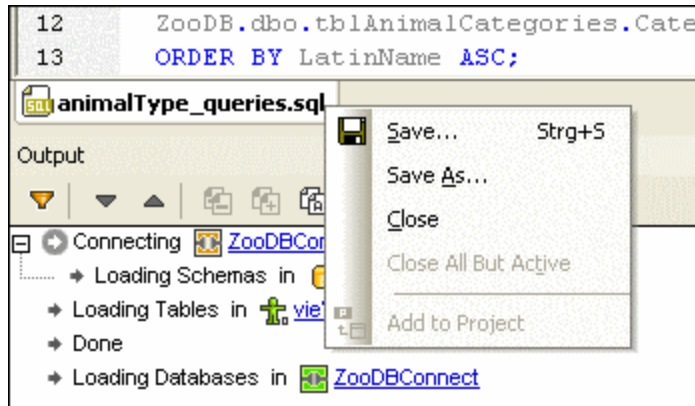 12 ZooDB.dbo.tblAnimalCategories.Cate
13 ORDER BY LatinName ASC;
animalType_queries.sql
Save... Strg+S
Save As...
Close
Close All But Active
Add to Project
Output
Connecting ZooDBCon
Loading Schemas in
Loading Tables in vie
Done
Loading Databases in ZooDBConnect